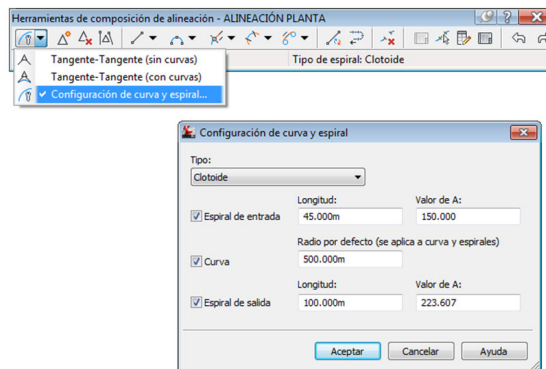 Herramientas de composición de alineación - ALINEACIÓN PLANTA
Tangente-Tangente (sin curvas)
Tipo de espiral: Clotoide
Tangente-Tangente (con curvas)
Configuración de curva y espiral...
Configuración de curva y espiral
Tipo:
Clotoide
Longitud: Valor de A:
Espiral de entrada 45.000m 150.000
Radio por defecto (se aplica a curva y espirales)
Curva 500.000m
Longitud: Valor de A:
Espiral de salida 100.000m 223.607
Aceptar Cancelar Ayuda